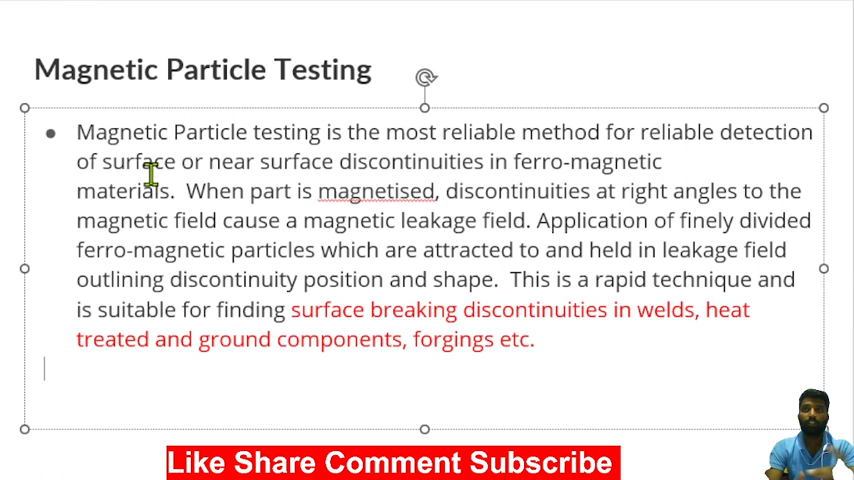 Magnetic Particle Testing
● Magnetic Particle testing is the most reliable method for reliable detection
of surface or near surface discontinuities in ferro-magnetic
materials.  When part is magnetised, discontinuities at right angles to the
magnetic field cause a magnetic leakage field. Application of finely divided
ferro-magnetic particles which are attracted to and held in leakage field
outlining discontinuity position and shape.  This is a rapid technique and
is suitable for finding surface breaking discontinuities in welds, heat
treated and ground components, forgings etc.
Like Share Comment Subscribe